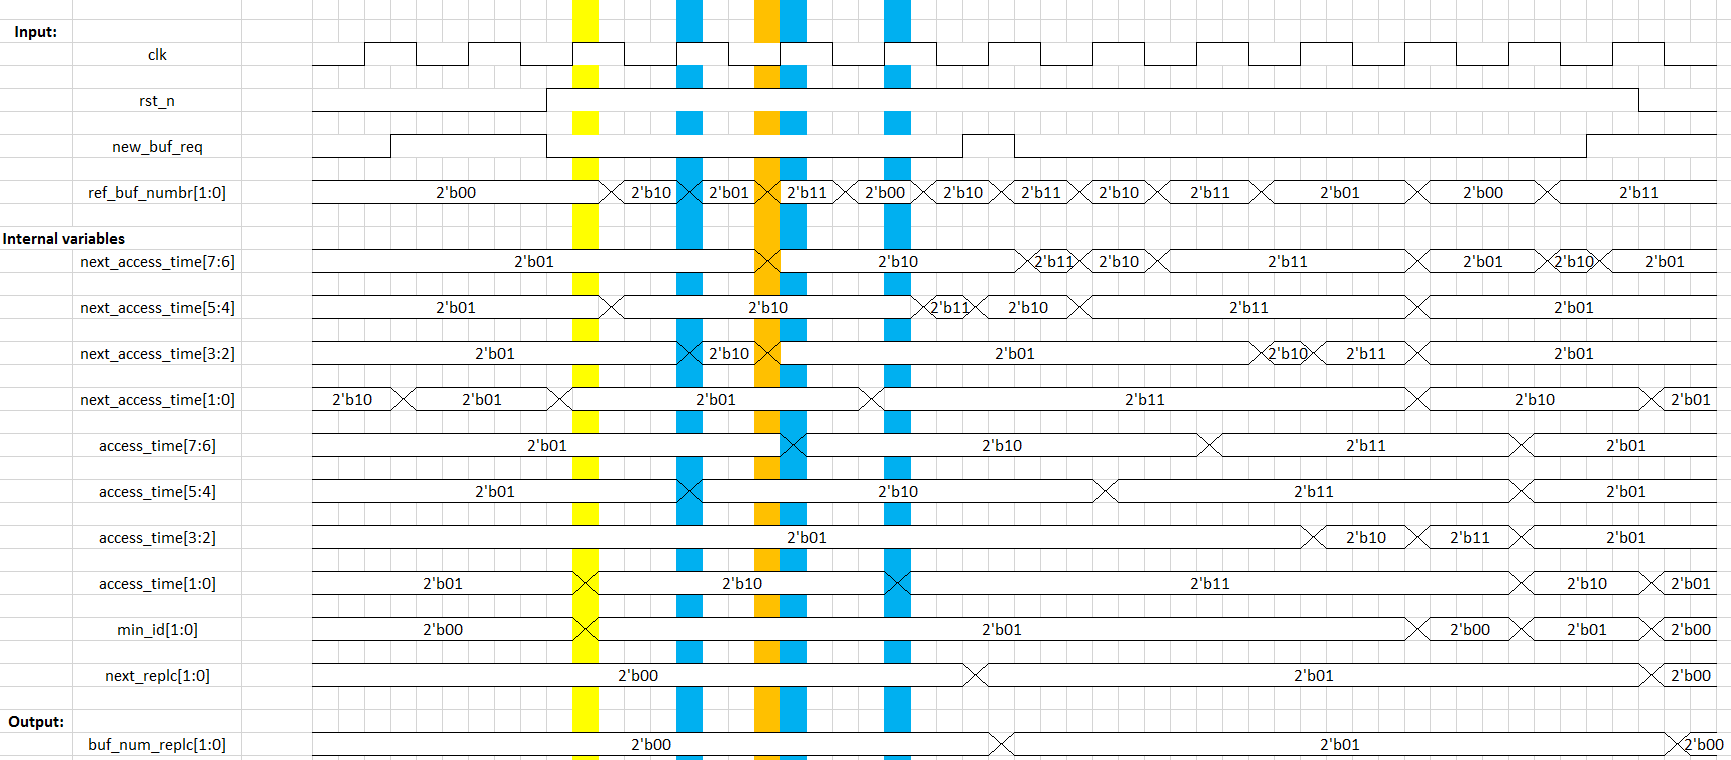 Input:
clk
rst_n
new_buf_req
ref_buf_numbr[1:0] 2'b00 2'b10 2'b01 2'b11 2'b00 2'b10 2'b11 2'b10 2'b11 2'b01 2'b00 2'b11
Internal variables
next_access_time[7:6] 2'b01 2'b10 2'b11 2'b10 2'b11 2'b01 2'b10 2'b01
next_access_time[5:4] 2'b01 2'b10 2'b11 2'b10 2'b11 2'b01
next_access_time[3:2] 2'b01 2'b10 2'b01 2'b10 2'b11 2'b01
next_access_time[1:0] 2'b10 2'b01 2'b01 2'b11 2'b10 2'b01
access_time[7:6] 2'b01 2'b10 2'b11 2'b01
access_time[5:4] 2'b01 2'b10 2'b11 2'b01
access_time[3:2] 2'b01 2'b10 2'b11 2'b01
access_time[1:0] 2'b01 2'b10 2'b11 2'b10 2'b01
min_id[1:0] 2'b00 2'b01 2'b00 2'b01 2'b00
next_replc[1:0] 2'b00 2'b01 2'b00
Output:
buf_num_replc[1:0] 2'b00 2'b01 2'b00